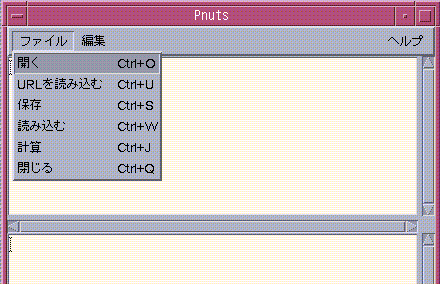 Pnuts
ファイル 編集 ヘルプ
開く Ctrl+O
URLを読み込む Ctrl+U
保存 Ctrl+S
読み込む Ctrl+W
計算 Ctrl+J
閉じる Ctrl+Q